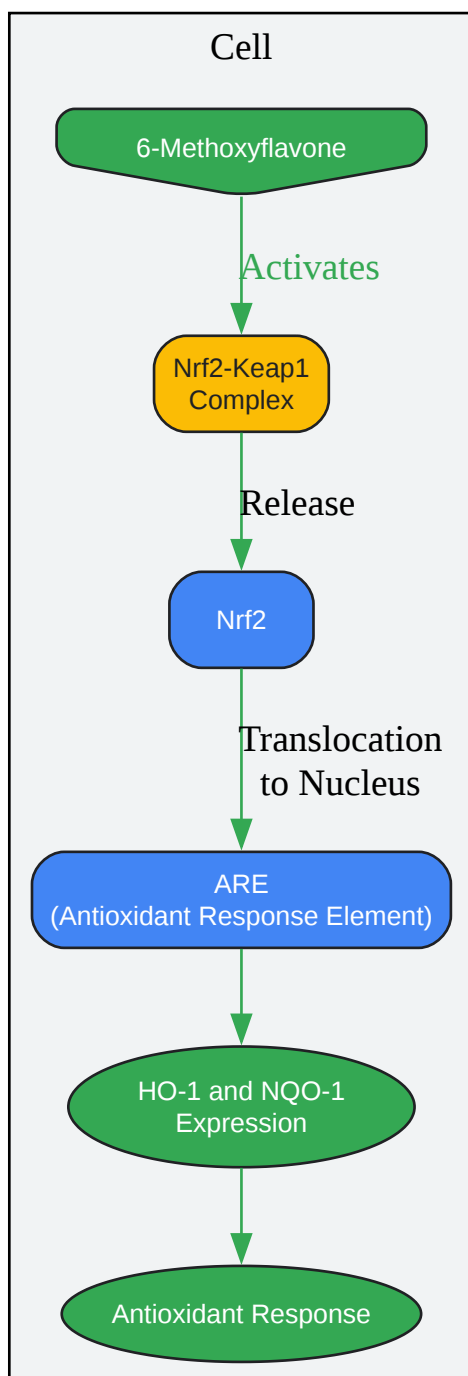 Cell
6-Methoxyflavone
Activates
Nrf2-Keap1
Complex
Release
Nrf2
Translocation
to Nucleus
ARE
(Antioxidant Response Element)
HO-1 and NQO-1
Expression
Antioxidant Response